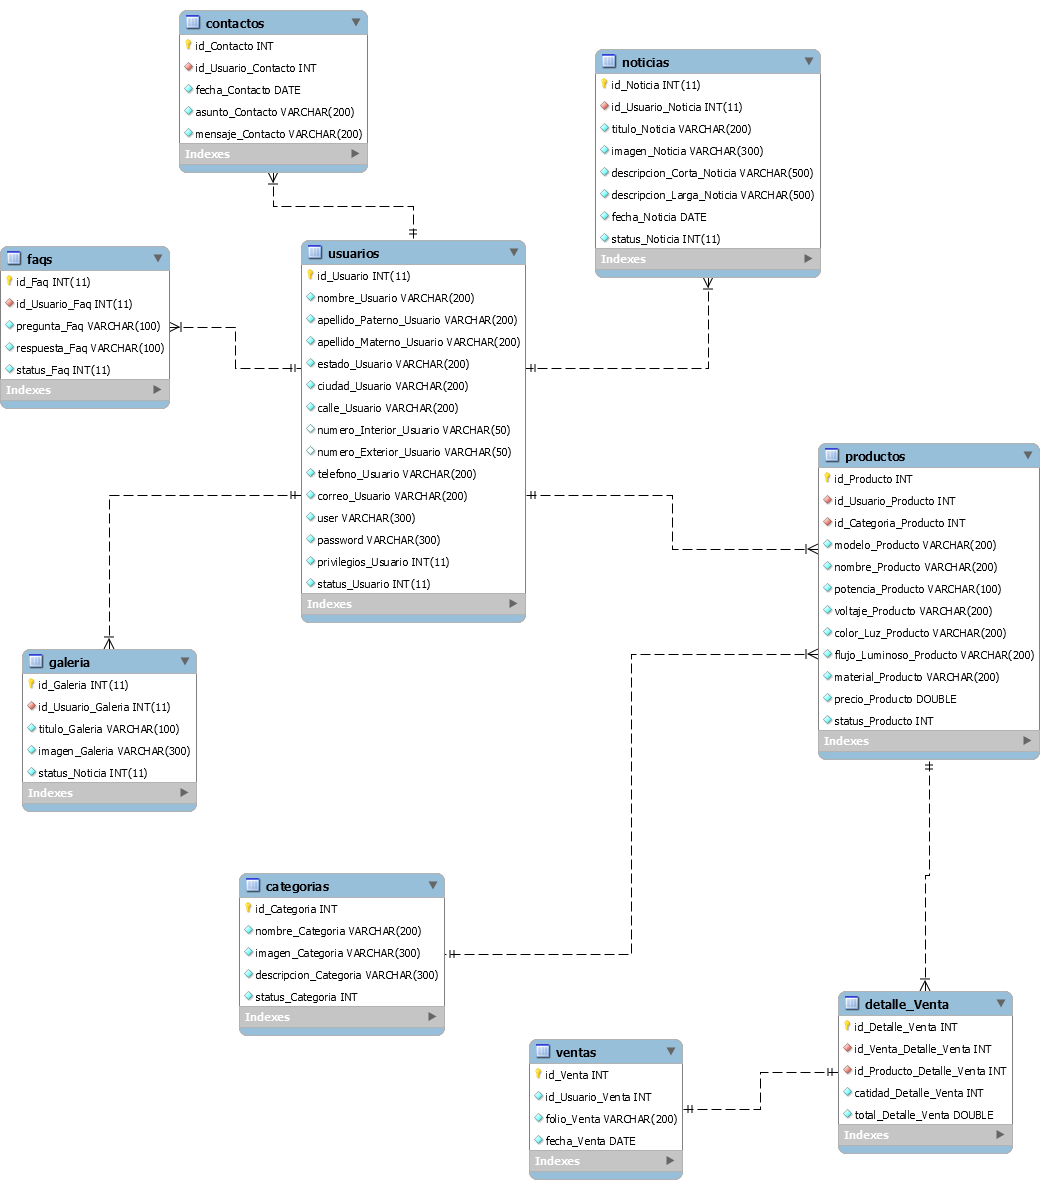 contactos
id_Contacto INT
id_Usuario_Contacto INT
fecha_Contacto DATE
asunto_Contacto VARCHAR(200)
mensaje_Contacto VARCHAR(200)
Indexes
noticias
id_Noticia INT(11)
id_Usuario_Noticia INT(11)
titulo_Noticia VARCHAR(200)
imagen_Noticia VARCHAR(300)
descripcion_Corta_Noticia VARCHAR(500)
descripcion_Larga_Noticia VARCHAR(500)
fecha_Noticia DATE
status_Noticia INT(11)
Indexes
faqs
id_Faq INT(11)
id_Usuario_Faq INT(11)
pregunta_Faq VARCHAR(100)
respuesta_Faq VARCHAR(100)
status_Faq INT(11)
Indexes
usuarios
id_Usuario INT(11)
nombre_Usuario VARCHAR(200)
apellido_Paterno_Usuario VARCHAR(200)
apellido_Materno_Usuario VARCHAR(200)
estado_Usuario VARCHAR(200)
ciudad_Usuario VARCHAR(200)
calle_Usuario VARCHAR(200)
numero_Interior_Usuario VARCHAR(50)
numero_Exterior_Usuario VARCHAR(50)
telefono_Usuario VARCHAR(200)
correo_Usuario VARCHAR(200)
user VARCHAR(300)
password VARCHAR(300)
privilegios_Usuario INT(11)
status_Usuario INT(11)
Indexes
productos
id_Producto INT
id_Usuario_Producto INT
id_Categoria_Producto INT
modelo_Producto VARCHAR(200)
nombre_Producto VARCHAR(200)
potencia_Producto VARCHAR(100)
voltaje_Producto VARCHAR(200)
color_Luz_Producto VARCHAR(200)
flujo_Luminoso_Producto VARCHAR(200)
material_Producto VARCHAR(200)
precio_Producto DOUBLE
status_Producto INT
Indexes
galeria
id_Galeria INT(11)
id_Usuario_Galeria INT(11)
titulo_Galeria VARCHAR(100)
imagen_Galeria VARCHAR(300)
status_Noticia INT(11)
Indexes
categorias
id_Categoria INT
nombre_Categoria VARCHAR(200)
imagen_Categoria VARCHAR(300)
descripcion_Categoria VARCHAR(300)
status_Categoria INT
Indexes
detalle_Venta
id_Detalle_Venta INT
id_Venta_Detalle_Venta INT
id_Producto_Detalle_Venta INT
catidad_Detalle_Venta INT
total_Detalle_Venta DOUBLE
Indexes
ventas
id_Venta INT
id_Usuario_Venta INT
folio_Venta VARCHAR(200)
fecha_Venta DATE
Indexes